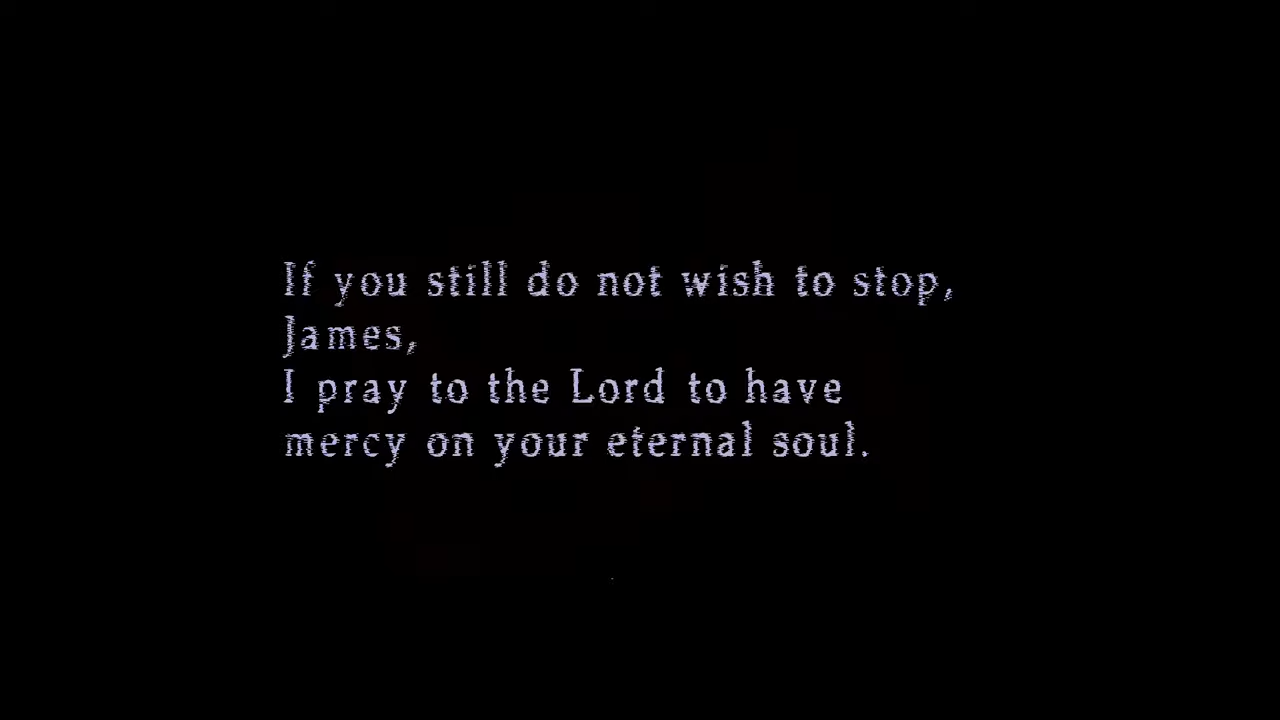 If you still do not wish to stop,
James,
I pray to the Lord to have
mercy on your eternal soul.